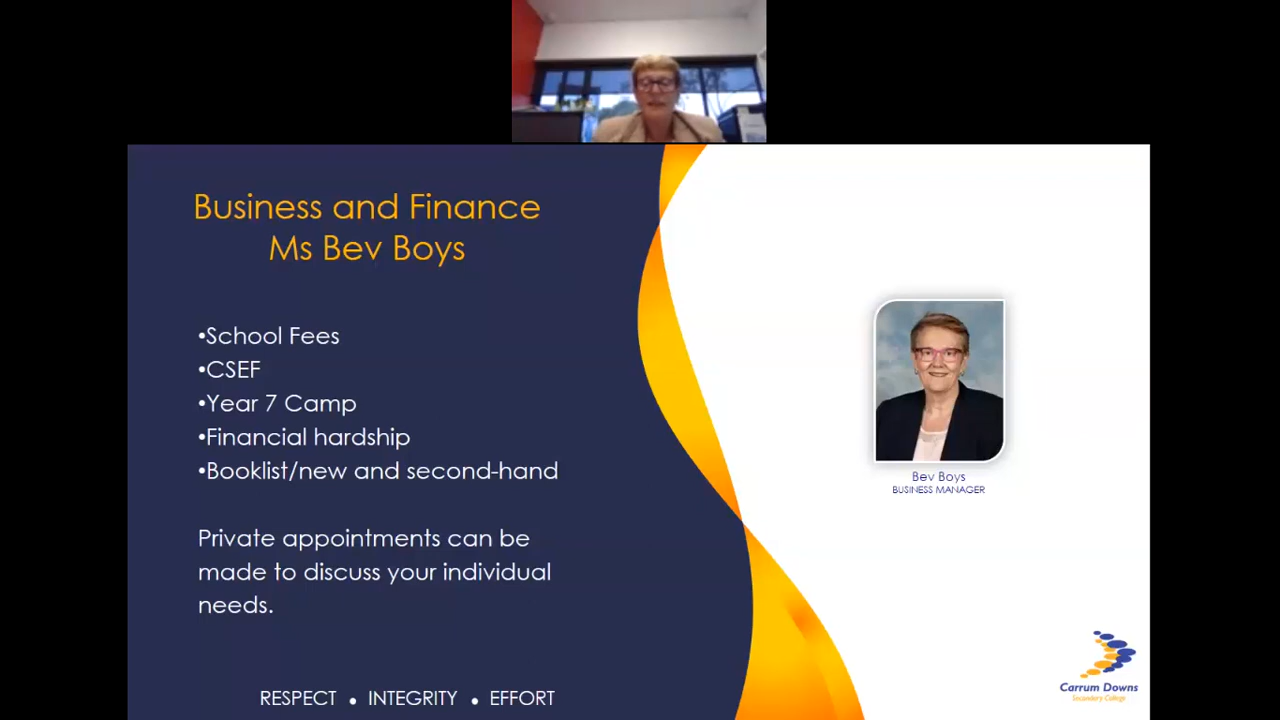 Business and Finance
Ms Bev Boys
•School Fees
•CSEF
•Year 7 Camp
•Financial hardship
•Booklist/new and second-hand
Private appointments can be
made to discuss your individual
needs.
RESPECT • INTEGRITY • EFFORT
Bev Boys
BUSINESS MANAGER
Carrum Downs
Secondary College